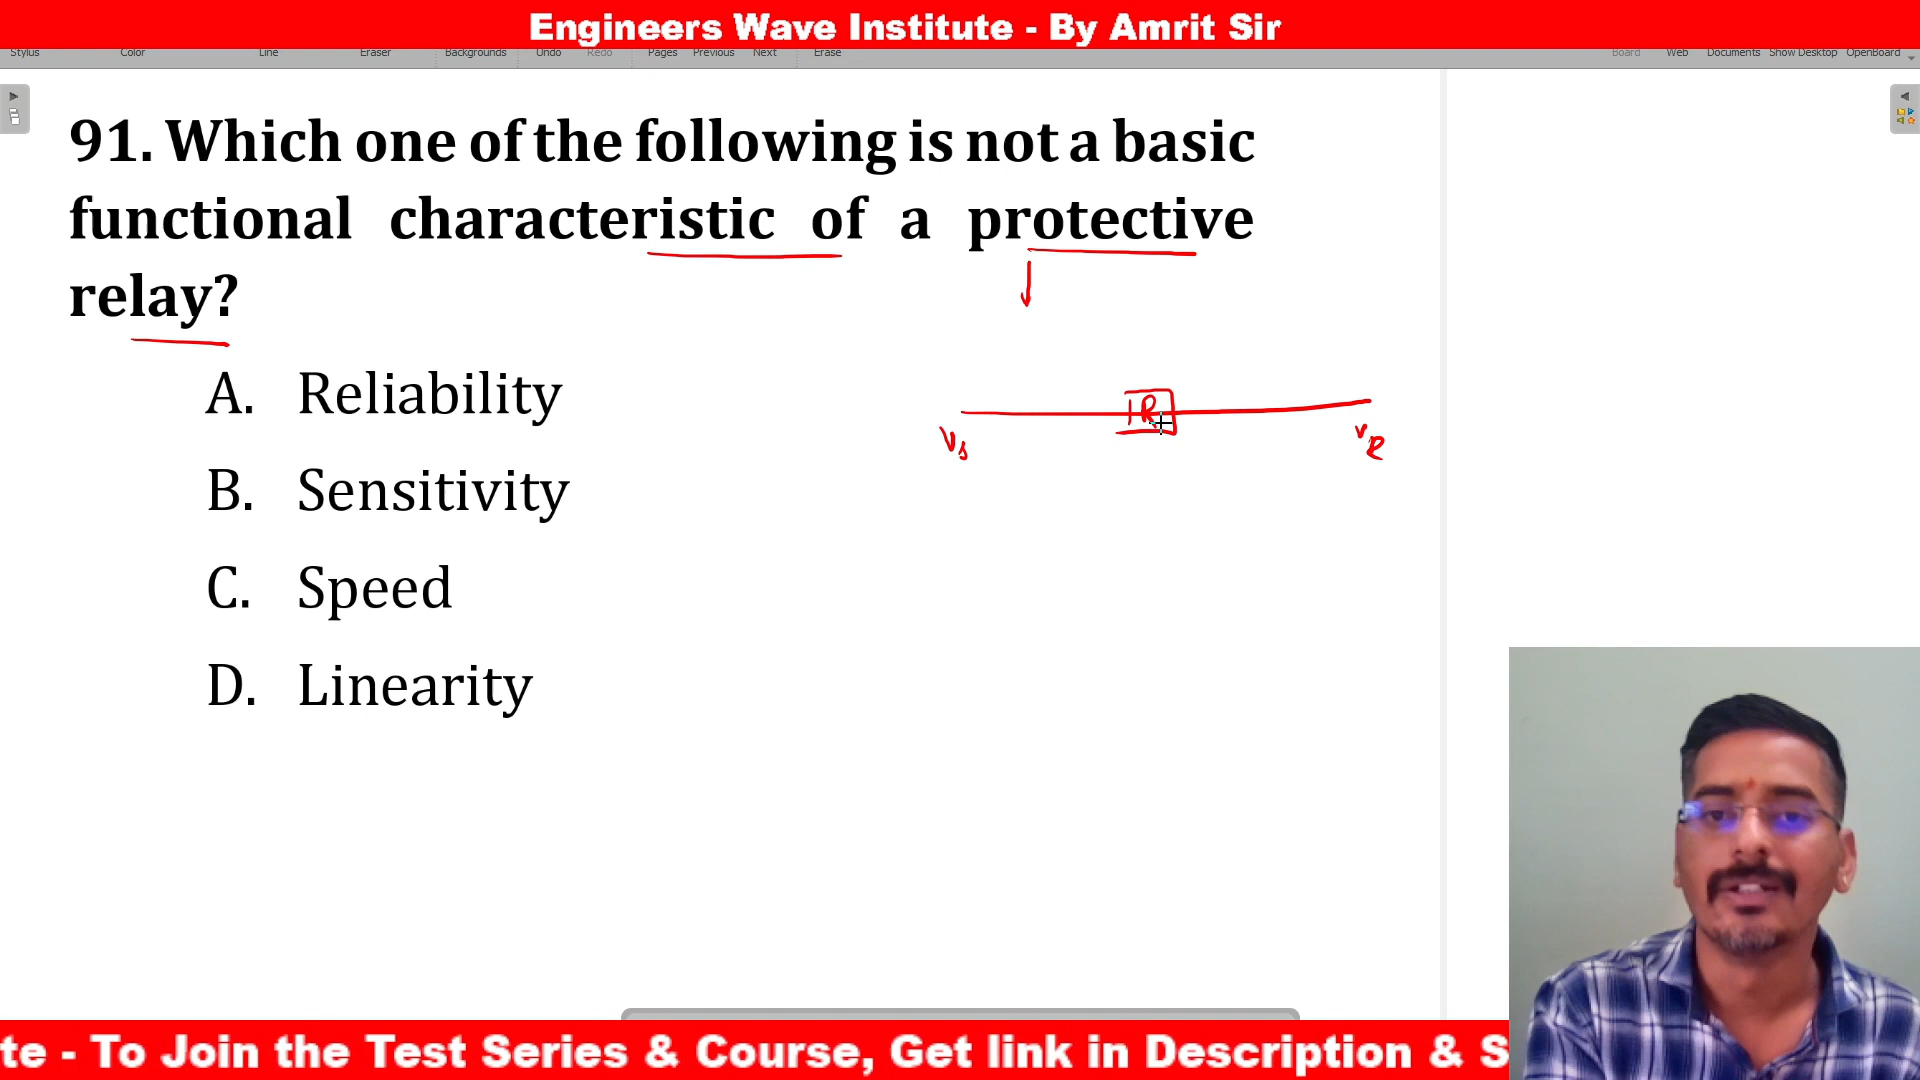 Engineers Wave Institute - By Amrit Sir
Stylus Color Line Eraser Backgrounds Undo Redo Pages Previous Next Erase Board Web Documents Show Desktop OpenBoard
91. Which one of the following is not a basic
functional characteristic of a protective
relay?
A. Reliability
R
Vs
VR
B. Sensitivity
C. Speed
D. Linearity
te - To Join the Test Series & Course, Get link in Description & S